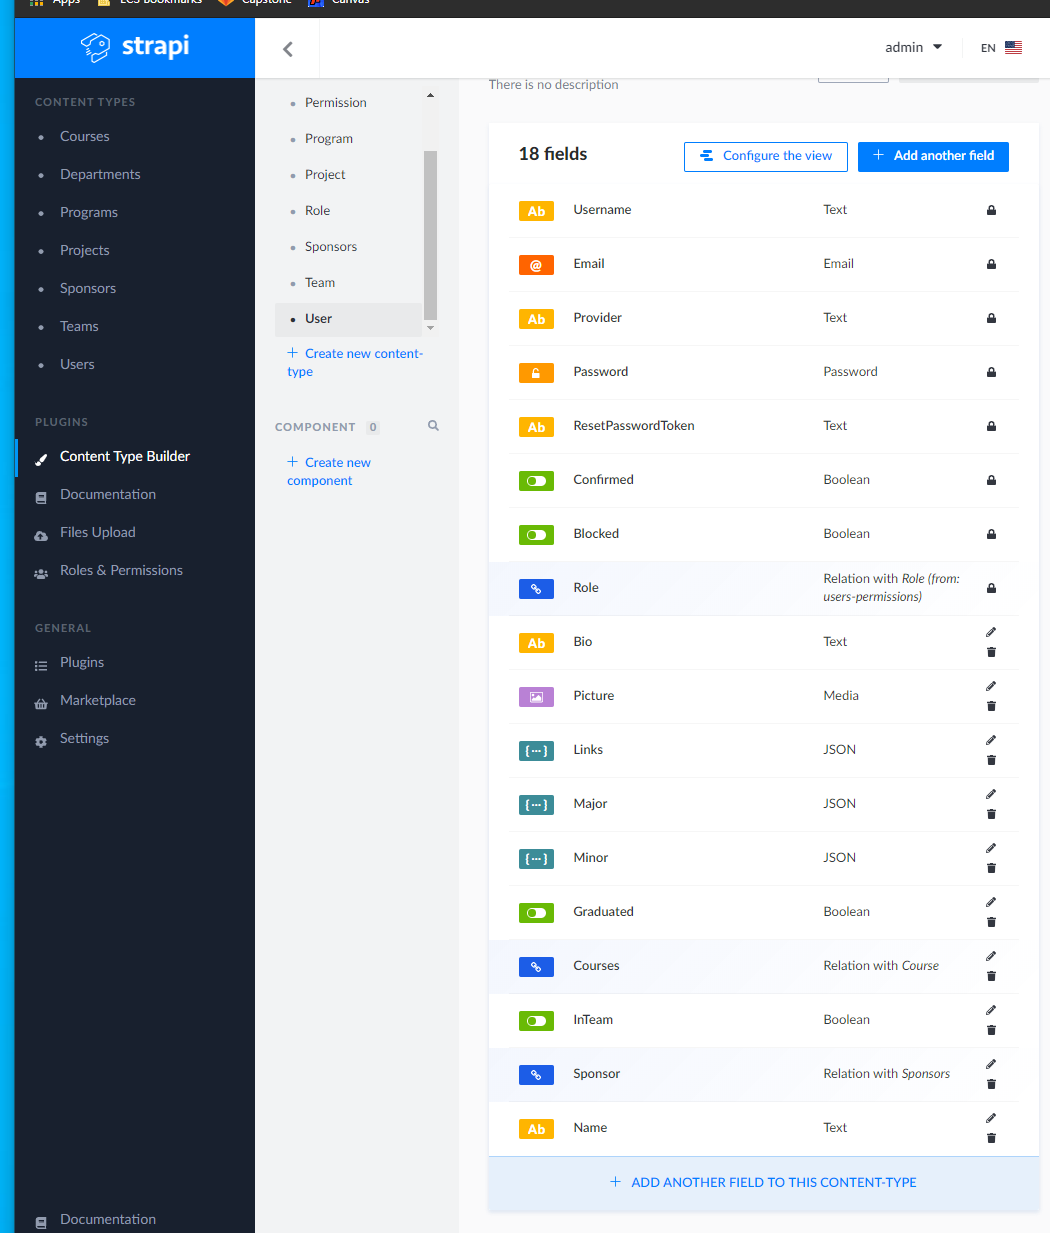 Apps
ECS Bookmarks
Capstone
Canvas
strapi
admin
EN
CONTENT TYPES
Courses
Departments
Programs
Projects
Sponsors
Teams
Users
PLUGINS
Content Type Builder
Documentation
Files Upload
Roles & Permissions
GENERAL
Plugins
Marketplace
Settings
Documentation
Permission
Program
Project
Role
Sponsors
Team
User
+ Create new content-
type
COMPONENT 0
+ Create new
component
There is no description
18 fields
Configure the view
+ Add another field
Ab Username Text
@ Email Email
Ab Provider Text
Password Password
Ab ResetPasswordToken Text
Confirmed Boolean
Blocked Boolean
Role Relation with Role (from:
users-permissions)
Ab Bio Text
Picture Media
{...} Links JSON
{...} Major JSON
{...} Minor JSON
Graduated Boolean
Courses Relation with Course
InTeam Boolean
Sponsor Relation with Sponsors
Ab Name Text
+ ADD ANOTHER FIELD TO THIS CONTENT-TYPE